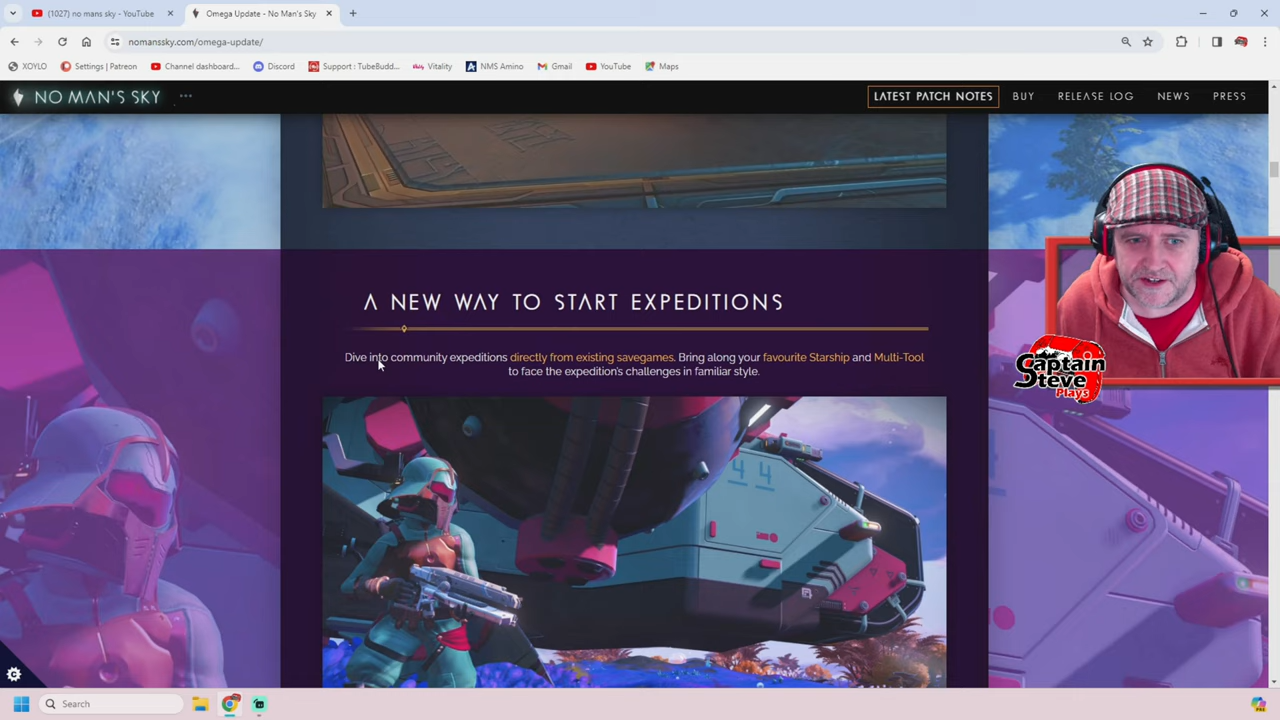 (1027) no mans sky - YouTube
Omega Update - No Man's Sky
nomanssky.com/omega-update/
XOYLO
Settings | Patreon
Channel dashboard...
Discord
Support : TubeBudd...
Vitality
NMS Amino
Gmail
YouTube
Maps
NO MAN'S SKY
LATEST PATCH NOTES
BUY
RELEASE LOG
NEWS
PRESS
A NEW WAY TO START EXPEDITIONS
Dive into community expeditions directly from existing savegames. Bring along your favourite Starship and Multi-Tool
to face the expedition's challenges in familiar style.
44
Captain
Steve
Plays
Search